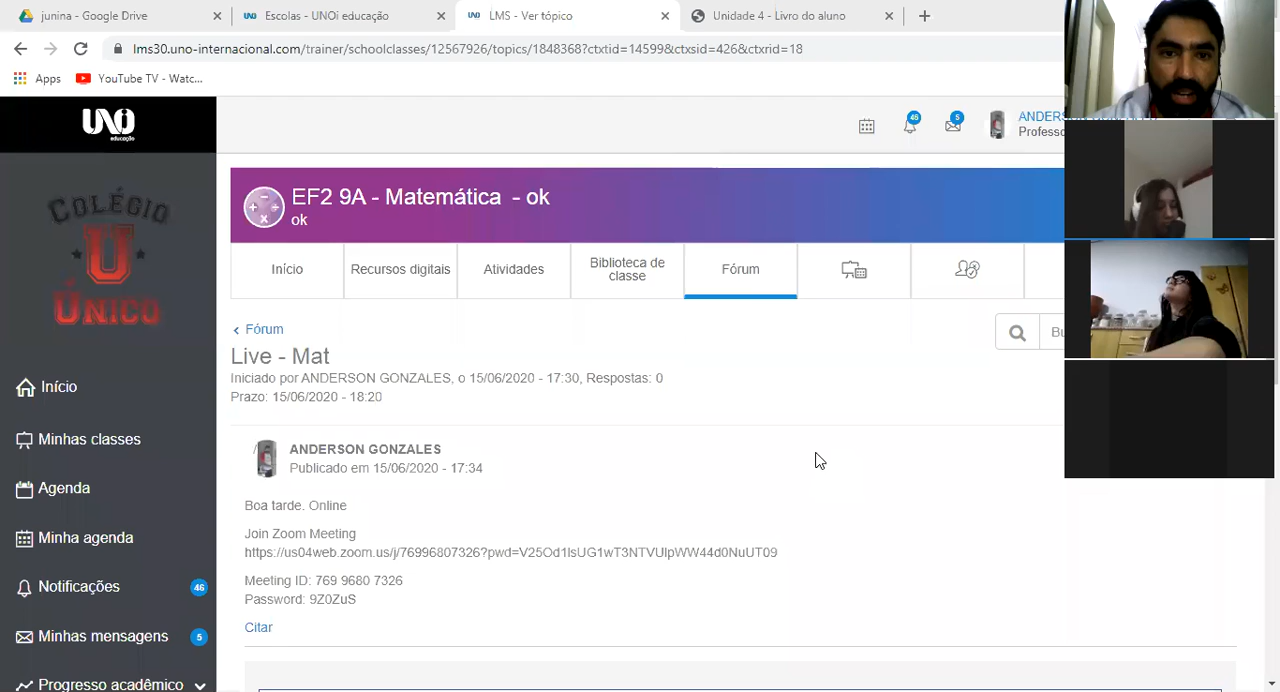 junina - Google Drive
Escolas - UNOi educação
LMS - Ver tópico
Unidade 4 - Livro do aluno
lms30.uno-internacional.com/trainer/schoolclasses/12567926/topics/1848368?ctxtid=14599&ctxsid=426&ctxrid=18
Apps
YouTube TV - Watc...
UNOi
educação
46
5
ANDERSON GONZALES
Profess
COLÉGIO
U
ÚNICO
EF2 9A - Matemática - ok
ok
Início
Recursos digitais
Atividades
Biblioteca de
classe
Fórum
‹ Fórum
Bu
Live - Mat
Iniciado por ANDERSON GONZALES, o 15/06/2020 - 17:30, Respostas: 0
Prazo: 15/06/2020 - 18:20
ANDERSON GONZALES
Publicado em 15/06/2020 - 17:34
Boa tarde. Online
Join Zoom Meeting
https://us04web.zoom.us/j/76996807326?pwd=V25Od1lsUG1wT3NTVUlpWW44d0NuUT09
Meeting ID: 769 9680 7326
Password: 9Z0ZuS
Citar
Início
Minhas classes
Agenda
Minha agenda
Notificações
46
Minhas mensagens
5
Progresso acadêmico